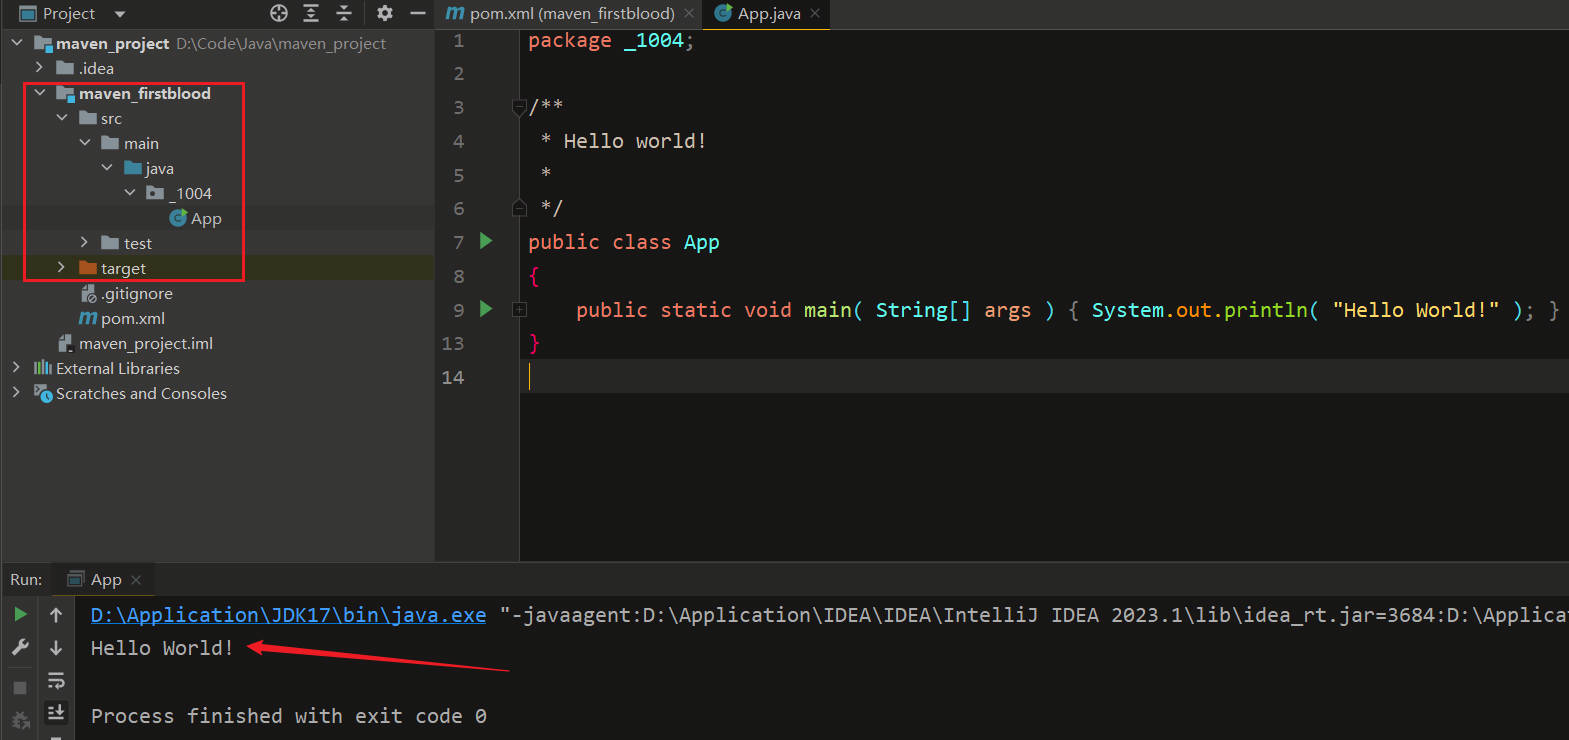 Project
pom.xml (maven_firstblood)
App.java
maven_project D:\Code\Java\maven_project
.idea
maven_firstblood
src
main
java
_1004
App
test
target
.gitignore
pom.xml
maven_project.iml
External Libraries
Scratches and Consoles
1 package _1004;
2
3 /**
4 * Hello world!
5 *
6 */
7 public class App
8 {
9 public static void main( String[] args ) { System.out.println( "Hello World!" ); }
13 }
14
Run: App
D:\Application\JDK17\bin\java.exe "-javaagent:D:\Application\IDEA\IDEA\IntelliJ IDEA 2023.1\lib\idea_rt.jar=3684:D:\Applica
Hello World!
Process finished with exit code 0